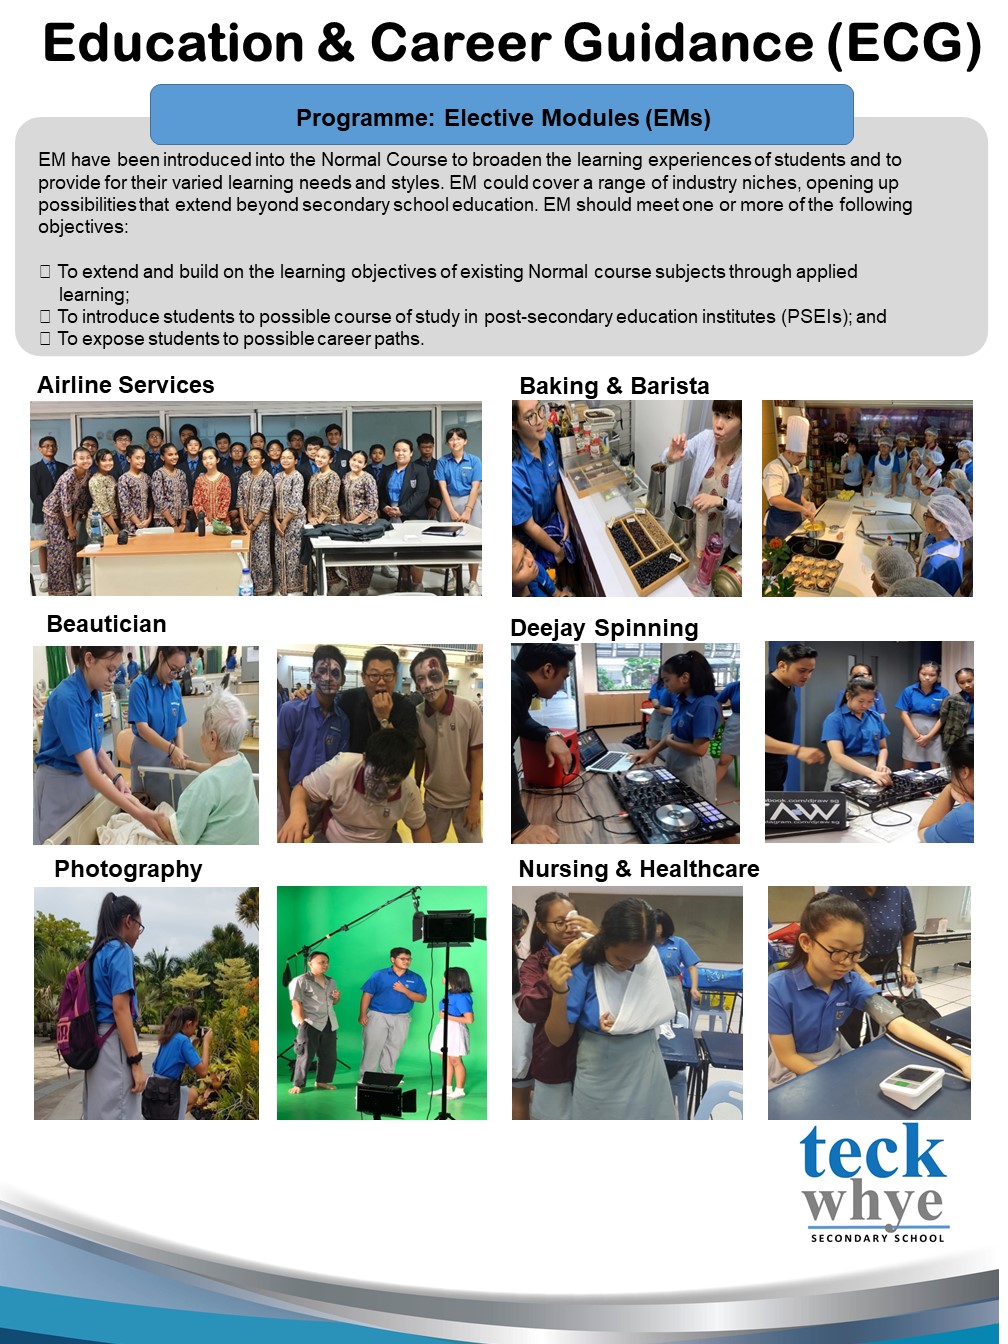 Education & Career Guidance (ECG)
Programme: Elective Modules (EMs)
EM have been introduced into the Normal Course to broaden the learning experiences of students and to
provide for their varied learning needs and styles. EM could cover a range of industry niches, opening up
possibilities that extend beyond secondary school education. EM should meet one or more of the following
objectives:
To extend and build on the learning objectives of existing Normal course subjects through applied
learning;
To introduce students to possible course of study in post-secondary education institutes (PSEIs); and
To expose students to possible career paths.
Airline Services
Baking & Barista
Beautician
Deejay Spinning
Photography
Nursing & Healthcare
teck
whye
SECONDARY SCHOOL